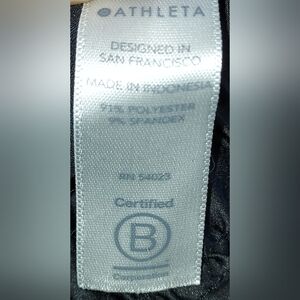 ATHLETA
DESIGNED IN
SAN FRANCISCO
MADE IN INDONESIA
91% POLYESTER
9% SPANDEX
RN 54023
Certified
B
Corporation